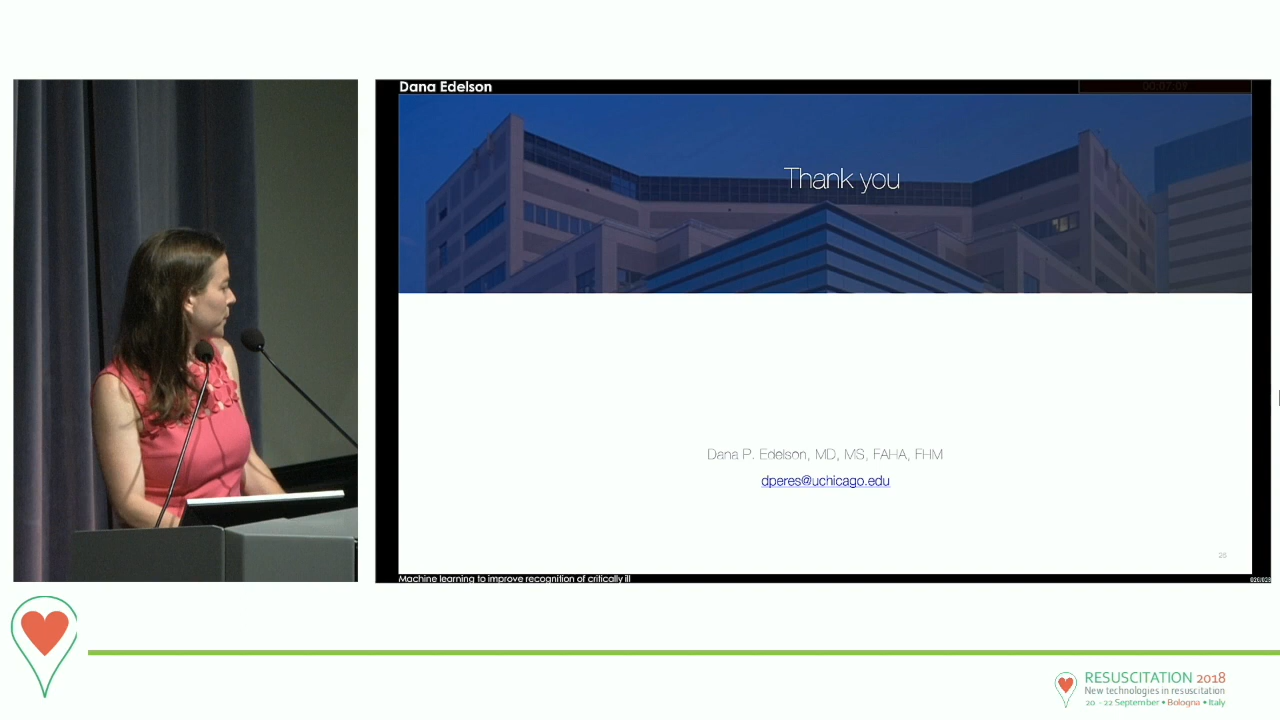 Dana Edelson
Thank you
Dana P. Edelson, MD, MS, FAHA, FHM
dperes@uchicago.edu
26
Machine learning to improve recognition of critically ill
RESUSCITATION 2018
New technologies in resuscitation
20 - 22 September • Bologna • Italy